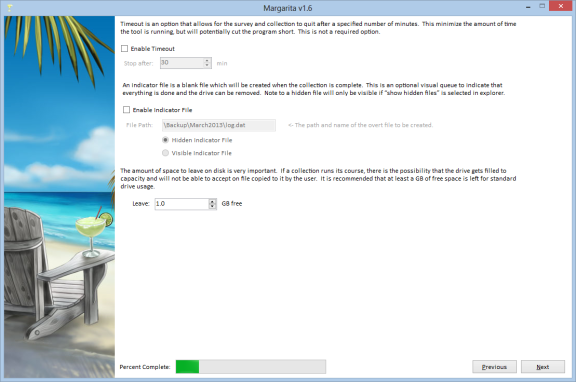 Margarita v1.6
Timeout is an option that allows for the survey and collection to quit after a specified number of minutes. This minimize the amount of time
the tool is running, but will potentially cut the program short. This is not a required option.
Enable Timeout
Stop after: 30 min
An indicator file is a blank file which will be created when the collection is complete. This is an optional visual queue to indicate that
everything is done and the drive can be removed. Note to a hidden file will only be visible if "show hidden files" is selected in explorer.
Enable Indicator File
File Path: \Backup\March2015\log.dat <- The path and name of the overt file to be created.
Hidden Indicator File
Visible Indicator File
The amount of space to leave on disk is very important. If a collection runs its course, there is the possibility that the drive gets filled to
capacity and will not be able to accept on file copied to it by the user. It is recommended that at least a GB of free space is left for standard
drive usage.
Leave: 1.0 GB free
Percent Complete: Previous Next